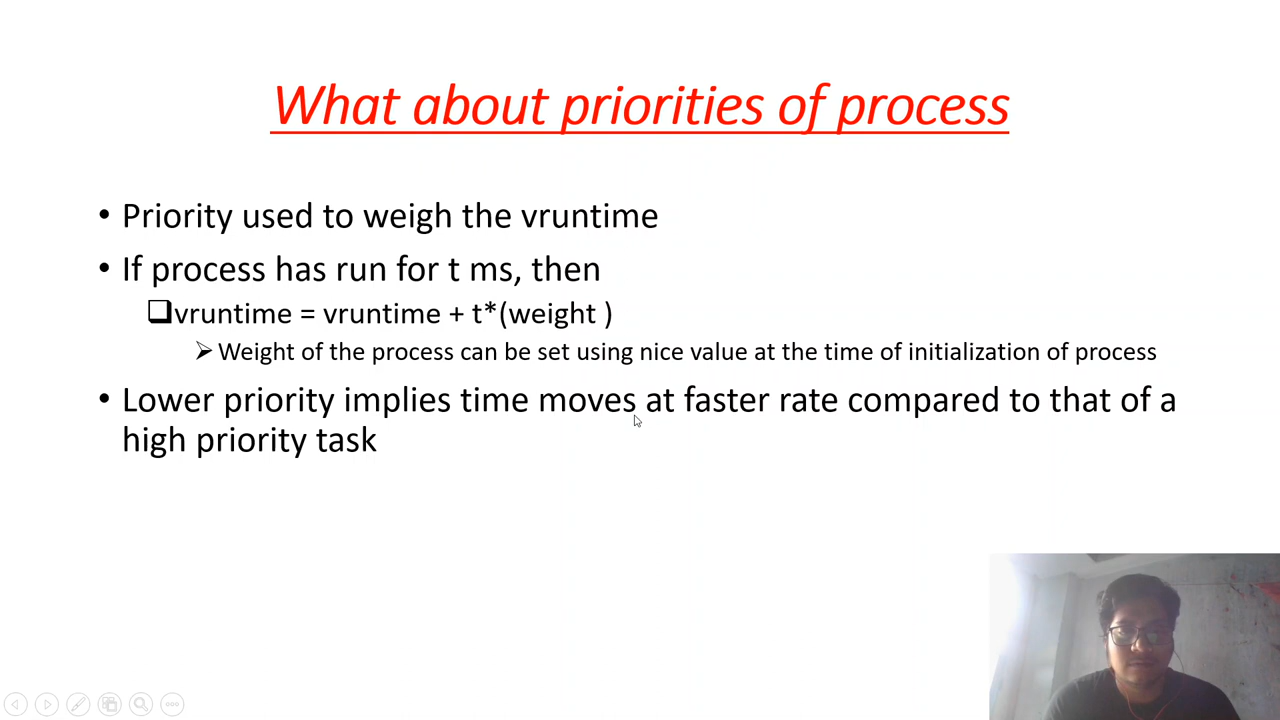 What about priorities of process
• Priority used to weigh the vruntime
• If process has run for t ms, then
❑vruntime = vruntime + t*(weight )
➢ Weight of the process can be set using nice value at the time of initialization of process
• Lower priority implies time moves at faster rate compared to that of a
high priority task